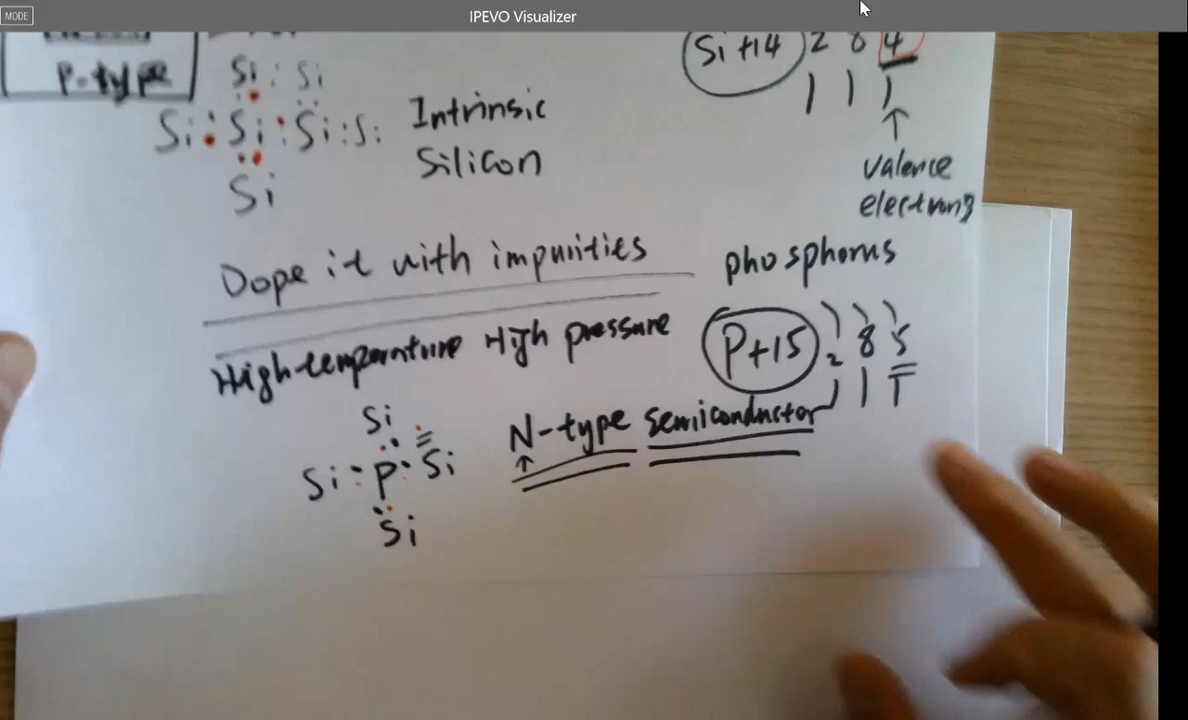 MODE
IPEVO Visualizer
P-type
Si : Si
Si : Si : Si : Si
Si
Intrinsic
Silicon
Si +14 2 8 4
valence
electrons
Dope it with impurities
High-temperature High pressure
phosphorus
P+15 2 8 5
Si
Si : P : Si
Si
N-type semiconductor